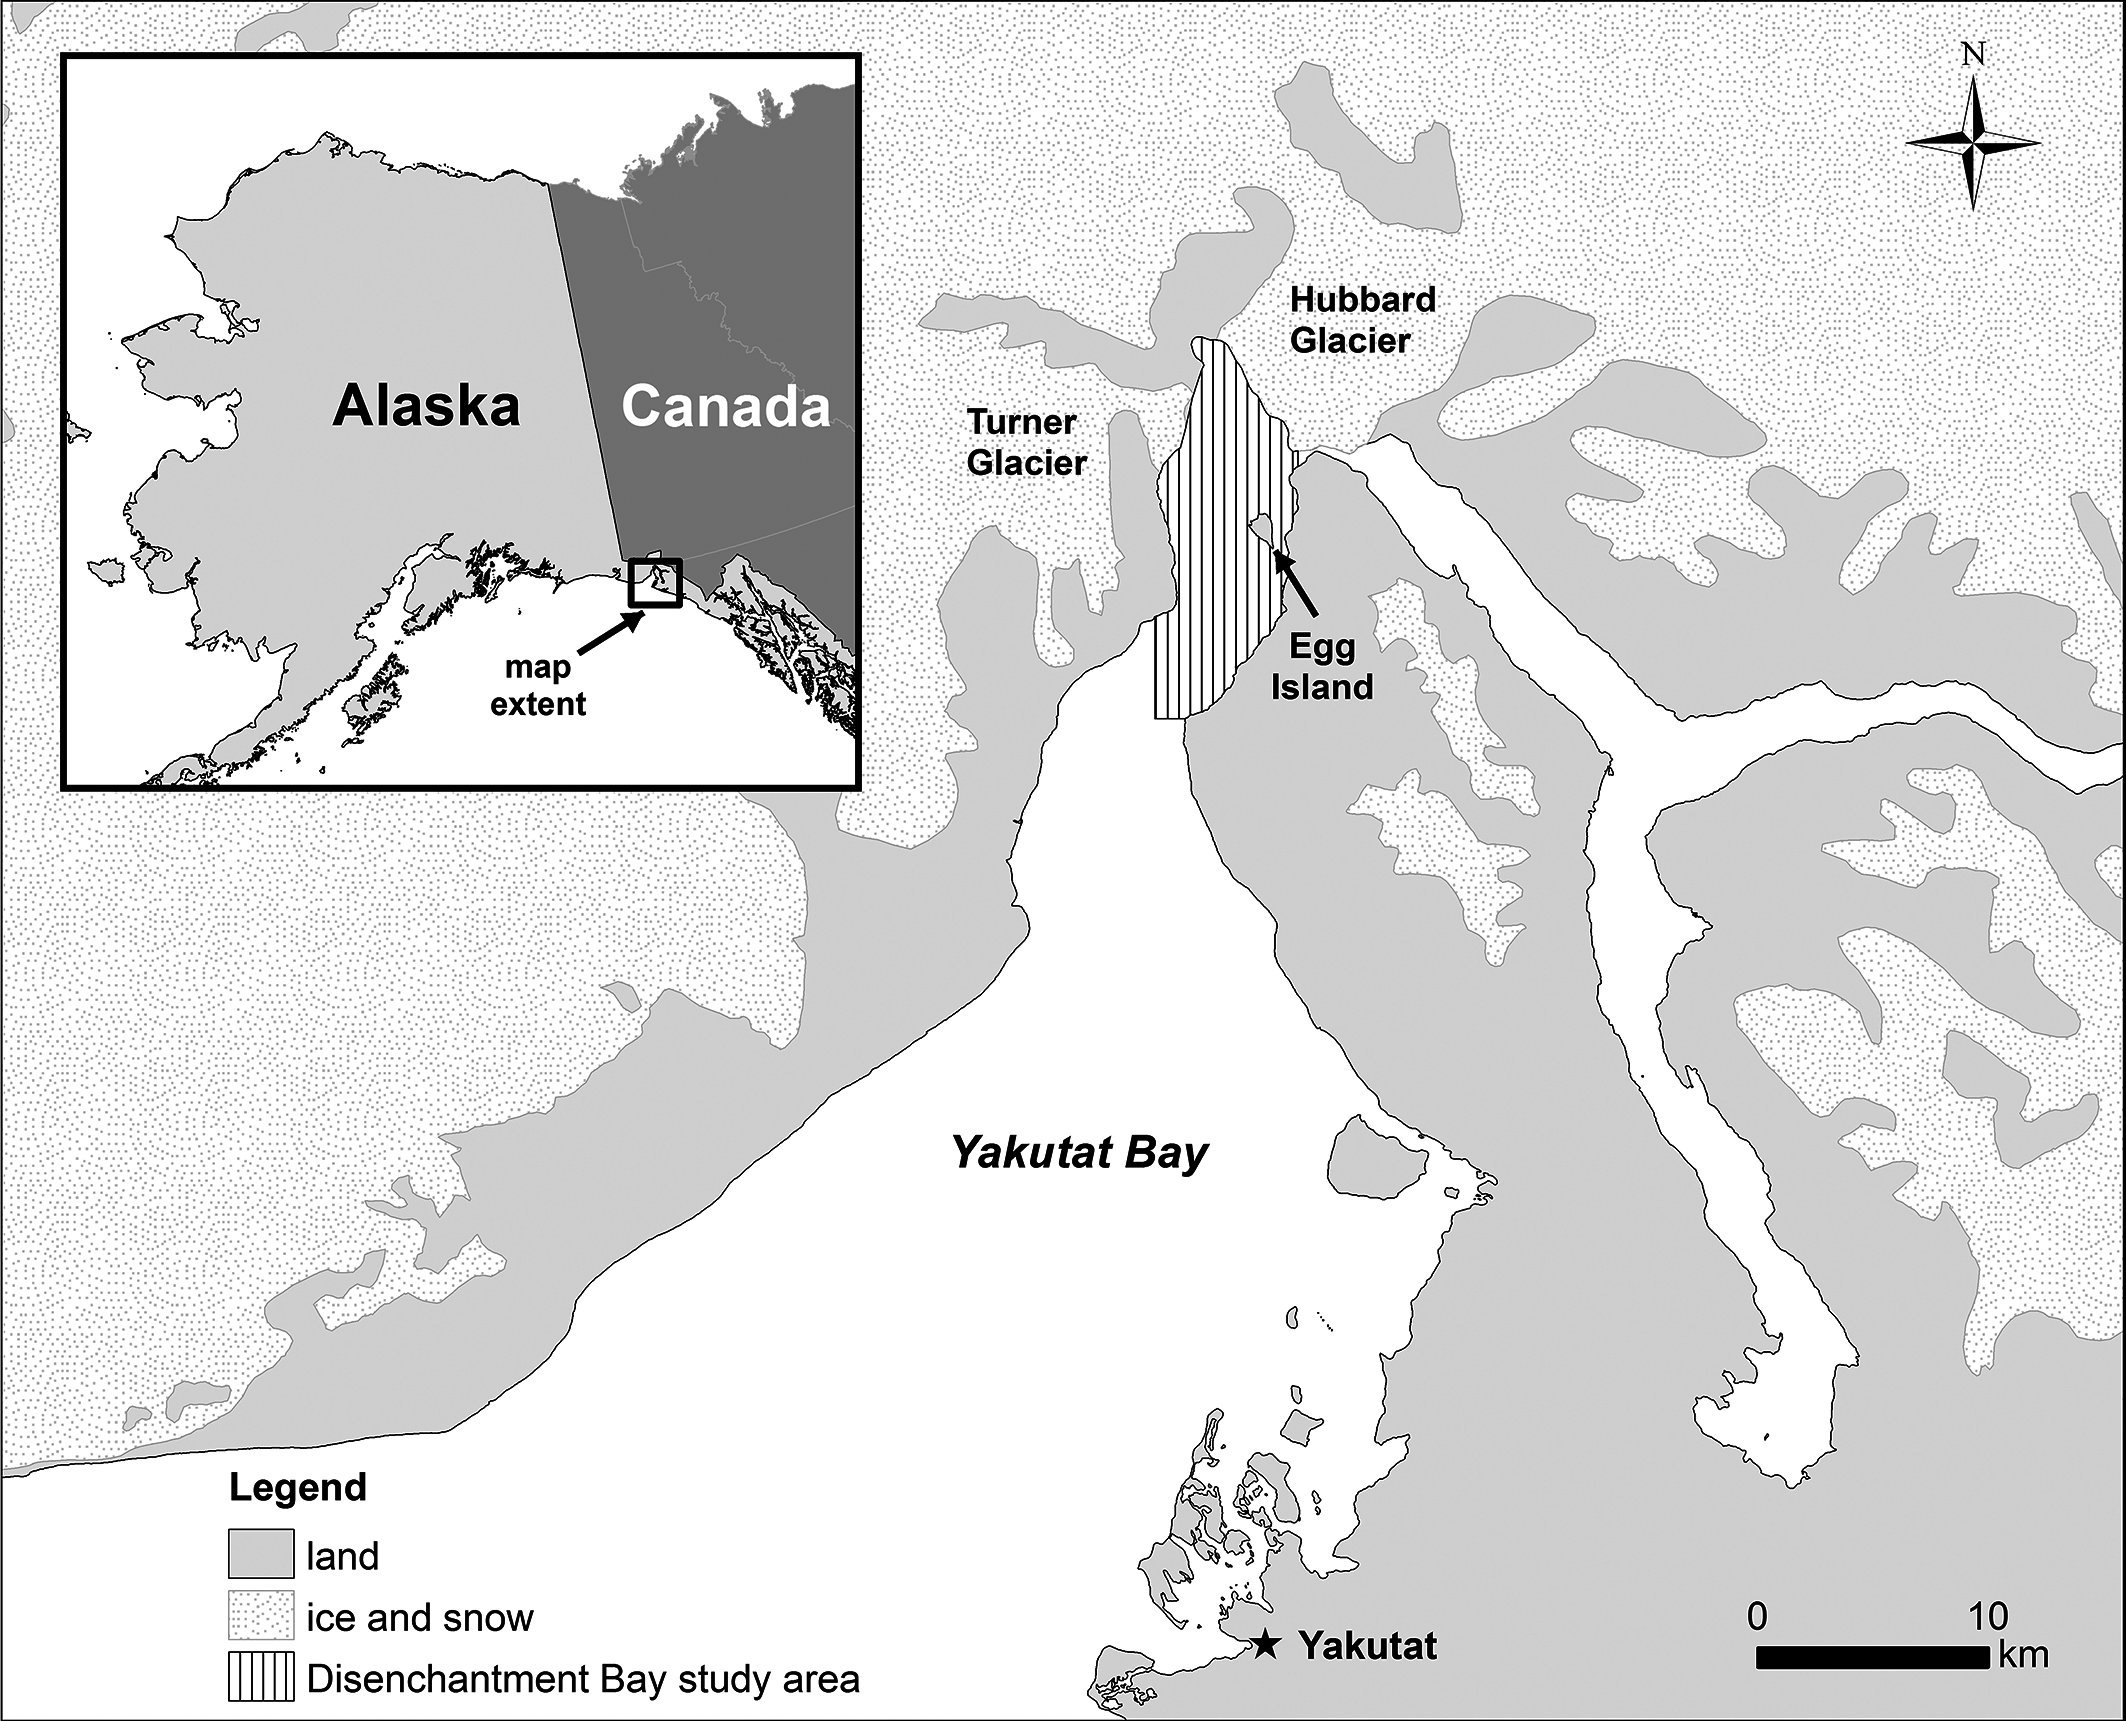 N
Alaska
Canada
map
extent
Hubbard
Glacier
Turner
Glacier
Egg
Island
Yakutat Bay
Legend
land
ice and snow
Disenchantment Bay study area
Yakutat
0 10
km